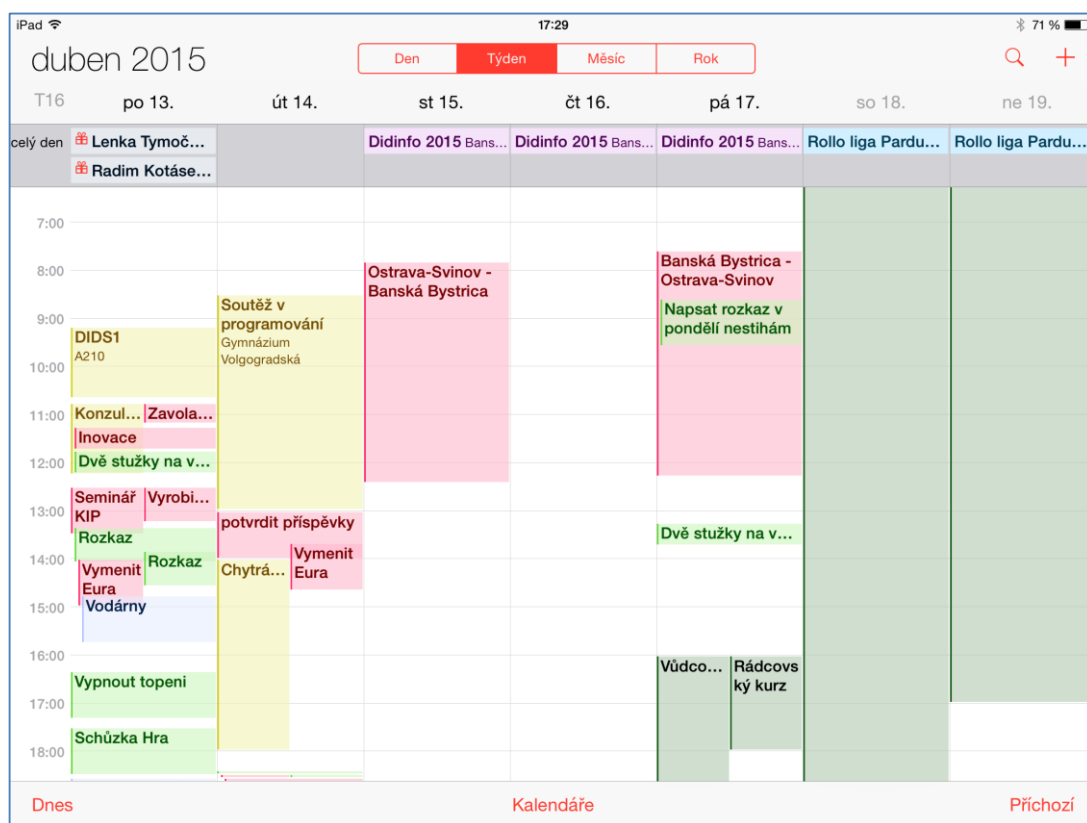 iPad 17:29 71 %
duben 2015 Den Týden Měsíc Rok
T16 po 13. út 14. st 15. čt 16. pá 17. so 18. ne 19.
celý den Lenka Tymoč... Didinfo 2015 Bans... Didinfo 2015 Bans... Didinfo 2015 Bans... Rollo liga Pardu... Rollo liga Pardu...
Radim Kotáse...
7:00
8:00
9:00
10:00
11:00
12:00
13:00
14:00
15:00
16:00
17:00
18:00
DIDS1
A210
Konzul... Zavola...
Inovace
Dvě stužky na v...
Seminář
KIP
Vyrobi...
Rozkaz
Vymenit
Eura
Rozkaz
Vodárny
Vypnout topeni
Schůzka Hra
Soutěž v
programování
Gymnázium
Volgogradská
potvrdit příspěvky
Chytrá...
Vymenit
Eura
Ostrava-Svinov -
Banská Bystrica
Banská Bystrica -
Ostrava-Svinov
Napsat rozkaz v
pondělí nestihám
Dvě stužky na v...
Vůdco...
Rádcovs
ký kurz
Dnes Kalendáře Příchozí